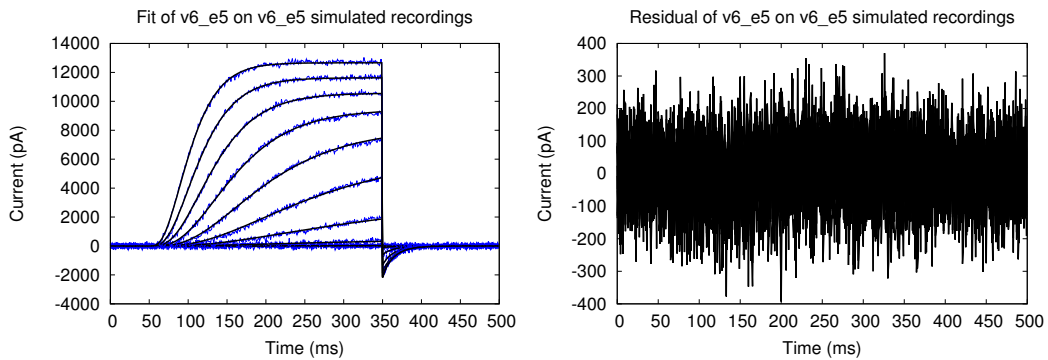 Fit of v6_e5 on v6_e5 simulated recordings
14000
12000
10000
8000
6000
4000
2000
0
-2000
-4000
Current (pA)
0 50 100 150 200 250 300 350 400 450 500
Time (ms)
Residual of v6_e5 on v6_e5 simulated recordings
400
300
200
100
0
-100
-200
-300
-400
Current (pA)
0 50 100 150 200 250 300 350 400 450 500
Time (ms)